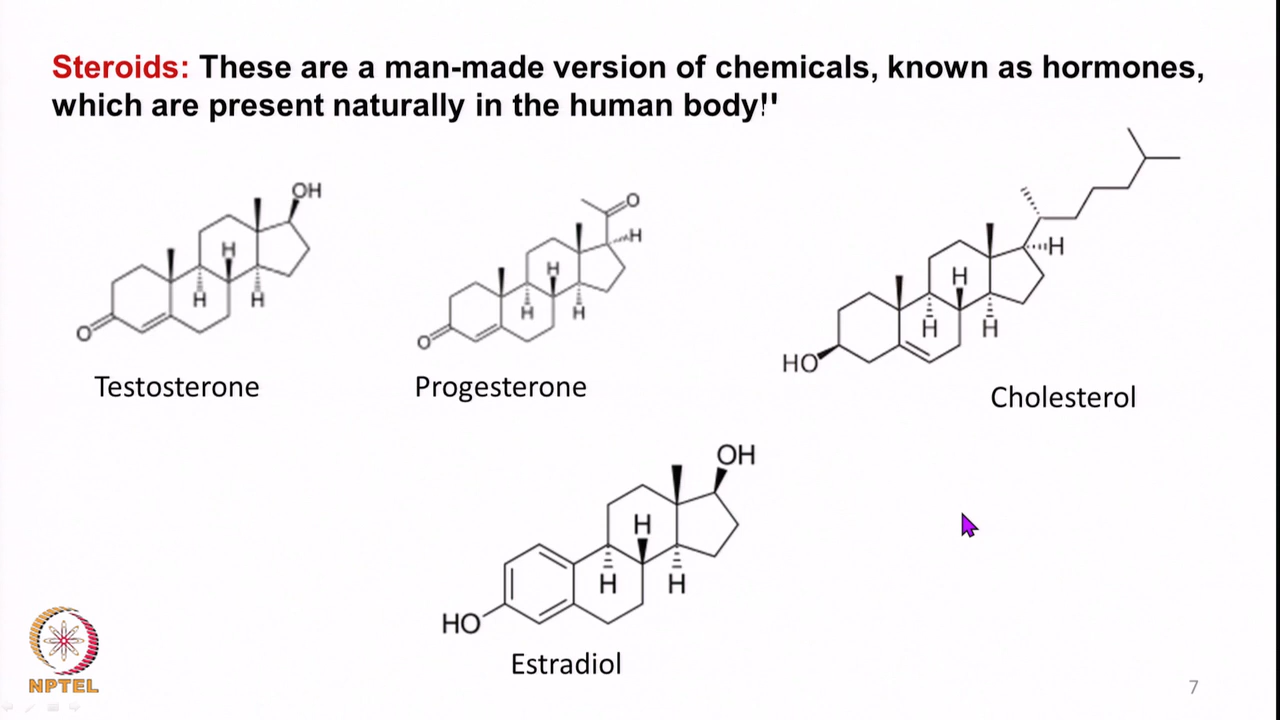 Steroids: These are a man-made version of chemicals, known as hormones,
which are present naturally in the human body!"
OH
H
H
H
O
Testosterone
O
H
H
H
H
O
Progesterone
H
H
H
H
HO
Cholesterol
OH
H
H
H
HO
Estradiol
NPTEL
7